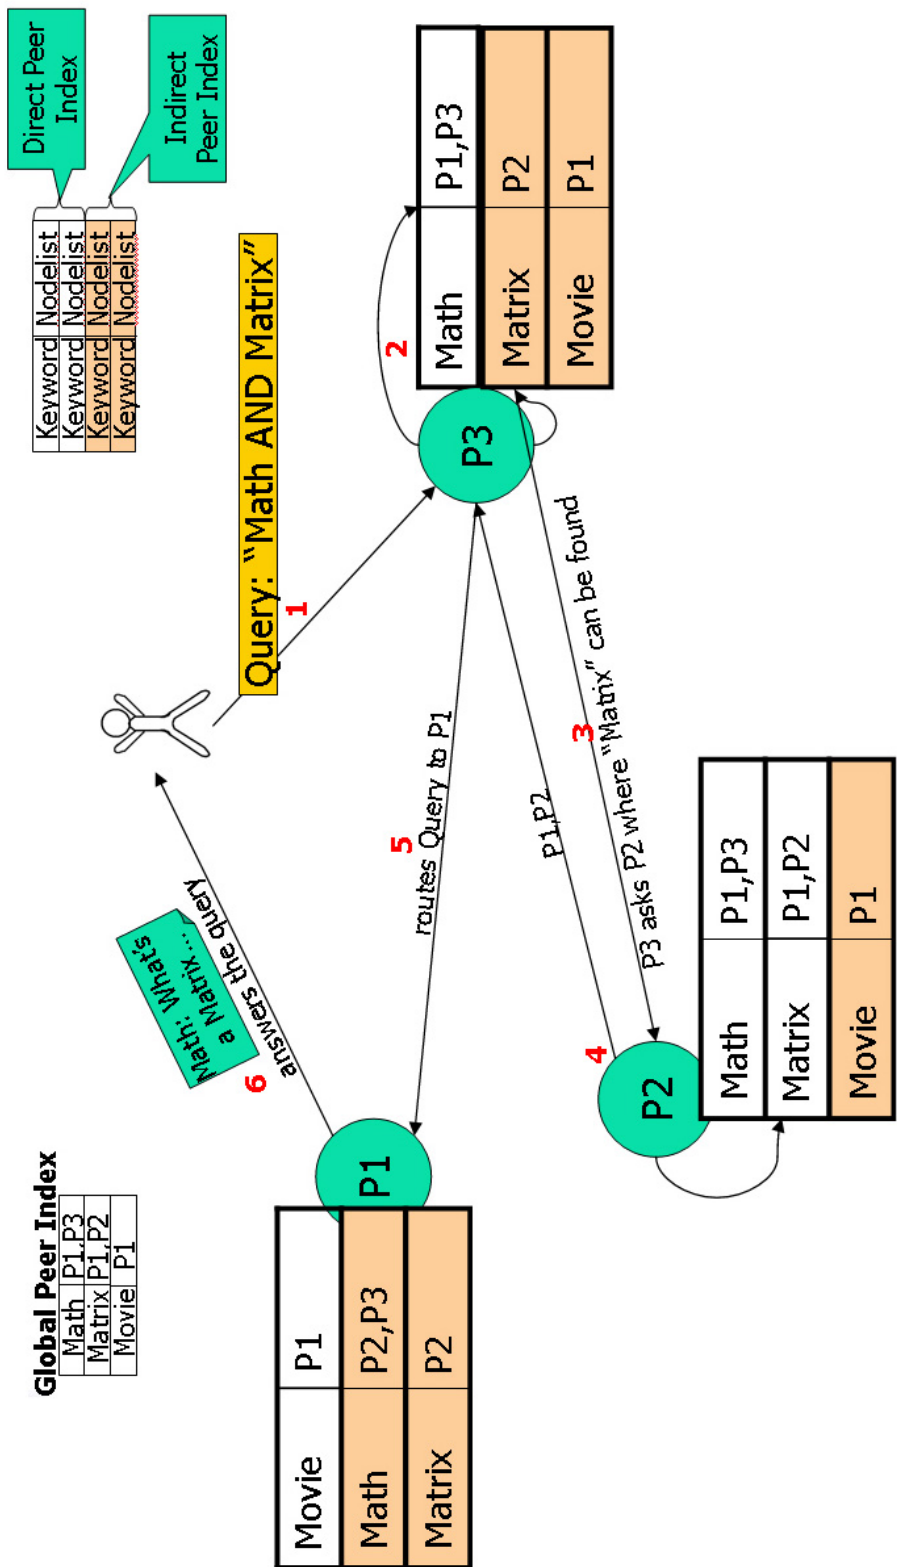 Global Peer Index
Math P1,P3
Matrix P1,P2
Movie P1
Keyword Nodelist
Keyword Nodelist
Keyword Nodelist
Keyword Nodelist
Direct Peer
Index
Indirect
Peer Index
Math: What's
a Matrix...
6
answers the query
Query: “Math AND Matrix”
1
Movie P1
Math P2,P3
Matrix P2
P1
5
routes Query to P1
2
P3
Math P1,P3
Matrix P2
Movie P1
4
P1,P2
3
P3 asks P2 where “Matrix” can be found
P2
Math P1,P3
Matrix P1,P2
Movie P1